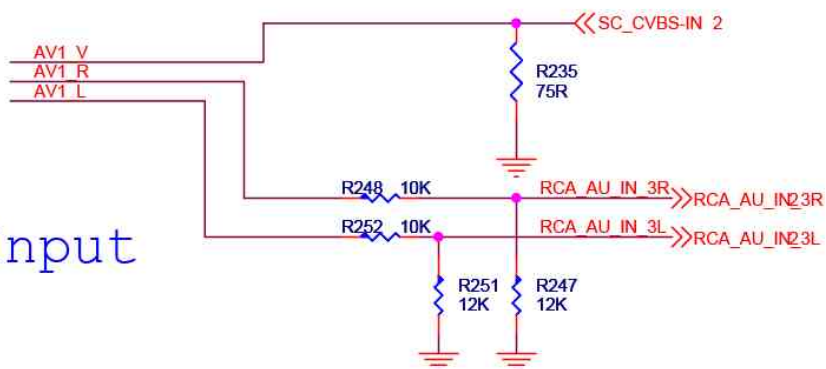 SC_CVBS-IN 2
AV1_V
AV1_R
AV1_L
R235
75R
R248 10K
RCA_AU_IN_3R
RCA_AU_IN23R
R252 10K
RCA_AU_IN_3L
RCA_AU_IN23L
nput
R251
12K
R247
12K